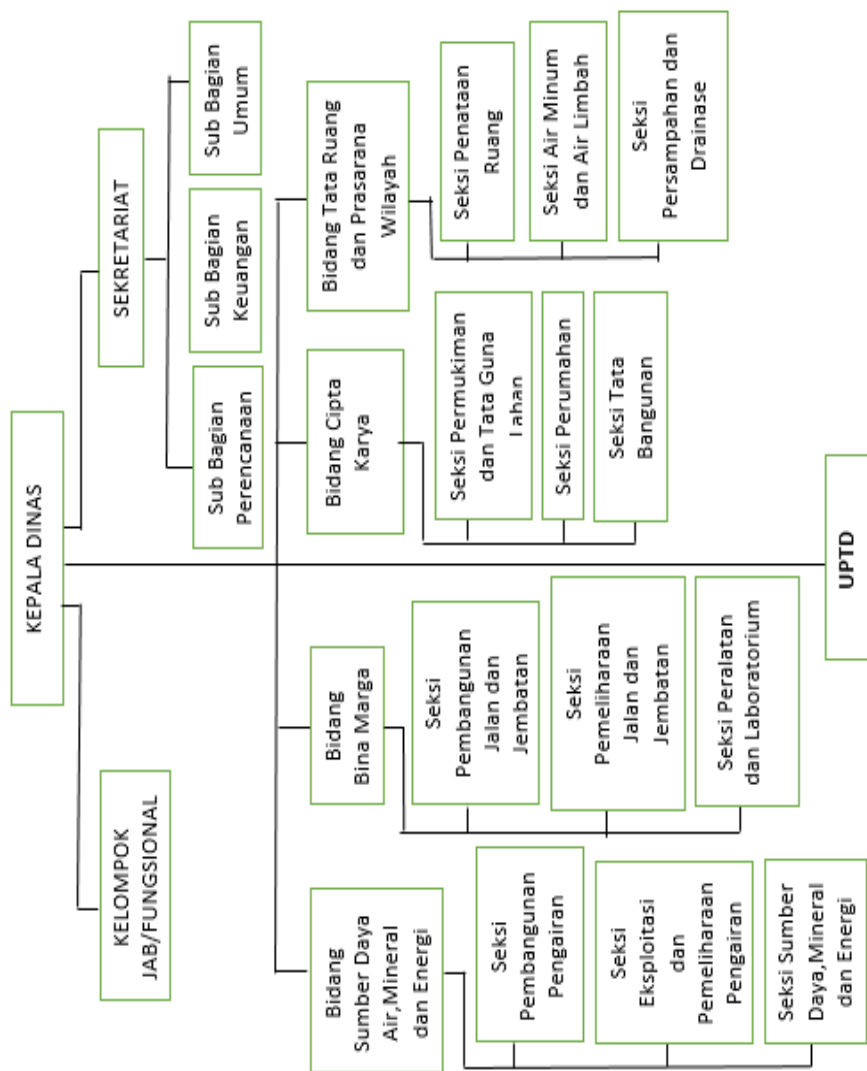 KEPALA DINAS
KELOMPOK
JAB/FUNGSIONAL
SEKRETARIAT
Sub Bagian
Perencanaan
Sub Bagian
Keuangan
Sub Bagian
Umum
Bidang
Sumber Daya
Air,Mineral
dan Energi
Bidang
Bina Marga
Bidang Cipta
Karya
Bidang Tata Ruang
dan Prasarana
Wilayah
Seksi
Pembangunan
Pengairan
Seksi
Eksploitasi
dan
Pemeliharaan
Pengairan
Seksi Sumber
Daya,Mineral
dan Energi
Seksi
Pembangunan
Jalan dan
Jembatan
Seksi
Pemeliharaan
Jalan dan
Jembatan
Seksi Peralatan
dan Laboratorium
Seksi Permukiman
dan Tata Guna
Lahan
Seksi Perumahan
Seksi Tata
Bangunan
Seksi Penataan
Ruang
Seksi Air Minum
dan Air Limbah
Seksi
Persampahan dan
Drainase
UPTD